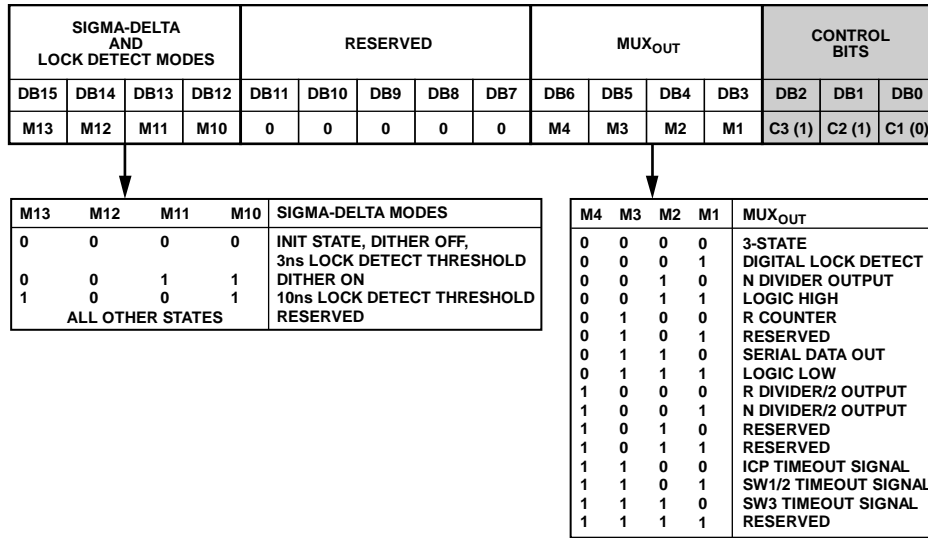 SIGMA-DELTA
AND
LOCK DETECT MODES
RESERVED
MUXOUT
CONTROL
BITS
DB15 DB14 DB13 DB12 DB11 DB10 DB9 DB8 DB7 DB6 DB5 DB4 DB3 DB2 DB1 DB0
M13 M12 M11 M10 0 0 0 0 0 M4 M3 M2 M1 C3 (1) C2 (1) C1 (0)
M13 M12 M11 M10 SIGMA-DELTA MODES
0 0 0 0 INIT STATE, DITHER OFF,
3ns LOCK DETECT THRESHOLD
0 0 1 1 DITHER ON
1 0 0 1 10ns LOCK DETECT THRESHOLD
ALL OTHER STATES RESERVED
M4 M3 M2 M1 MUXOUT
0 0 0 0 3-STATE
0 0 0 1 DIGITAL LOCK DETECT
0 0 1 0 N DIVIDER OUTPUT
0 0 1 1 LOGIC HIGH
0 1 0 0 R COUNTER
0 1 0 1 RESERVED
0 1 1 0 SERIAL DATA OUT
0 1 1 1 LOGIC LOW
1 0 0 0 R DIVIDER/2 OUTPUT
1 0 0 1 N DIVIDER/2 OUTPUT
1 0 1 0 RESERVED
1 0 1 1 RESERVED
1 1 0 0 ICP TIMEOUT SIGNAL
1 1 0 1 SW1/2 TIMEOUT SIGNAL
1 1 1 0 SW3 TIMEOUT SIGNAL
1 1 1 1 RESERVED